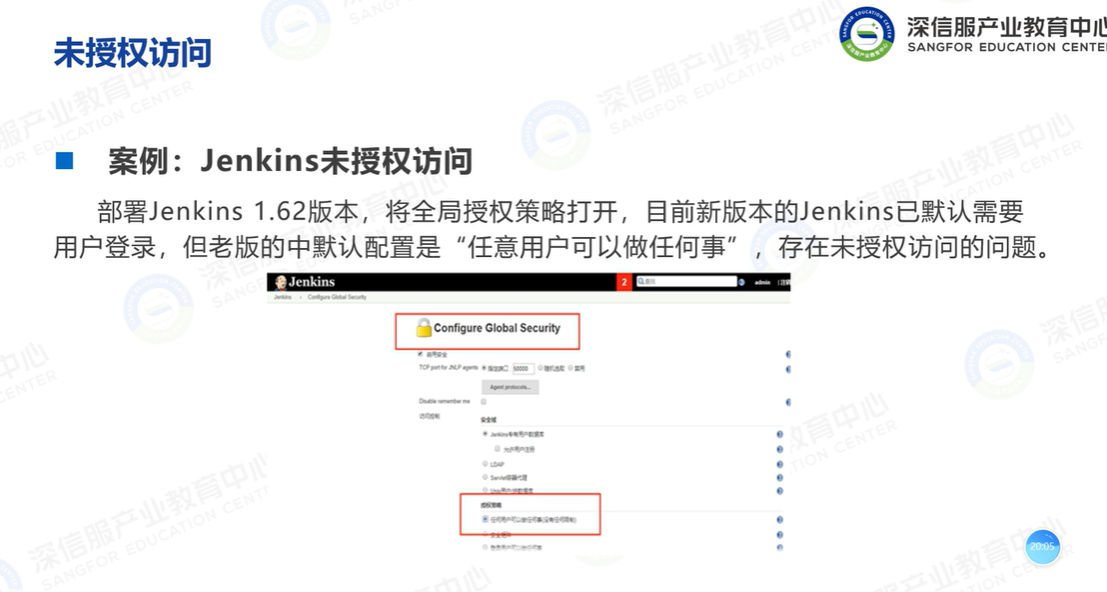 未授权访问
深信服产业教育中心
SANGFOR EDUCATION CENTER
案例：Jenkins未授权访问
部署Jenkins 1.62版本，将全局授权策略打开，目前新版本的Jenkins已默认需要
用户登录，但老版的中默认配置是“任意用户可以做任何事”，存在未授权访问的问题。
Jenkins
2
查找
admin
Jenkins
Configure Global Security
Configure Global Security
启用安全
TCP port for JNLP agents 指定端口 50000 随机选取 禁用
Agent protocols...
Disable remember me
访问控制
安全域
Jenkins专有用户数据库
允许用户注册
LDAP
Servlet容器代理
Unix用户/组数据库
授权策略
任何用户可以做任何事(没有任何限制)
安全矩阵
登录用户可以做任何事
20:05